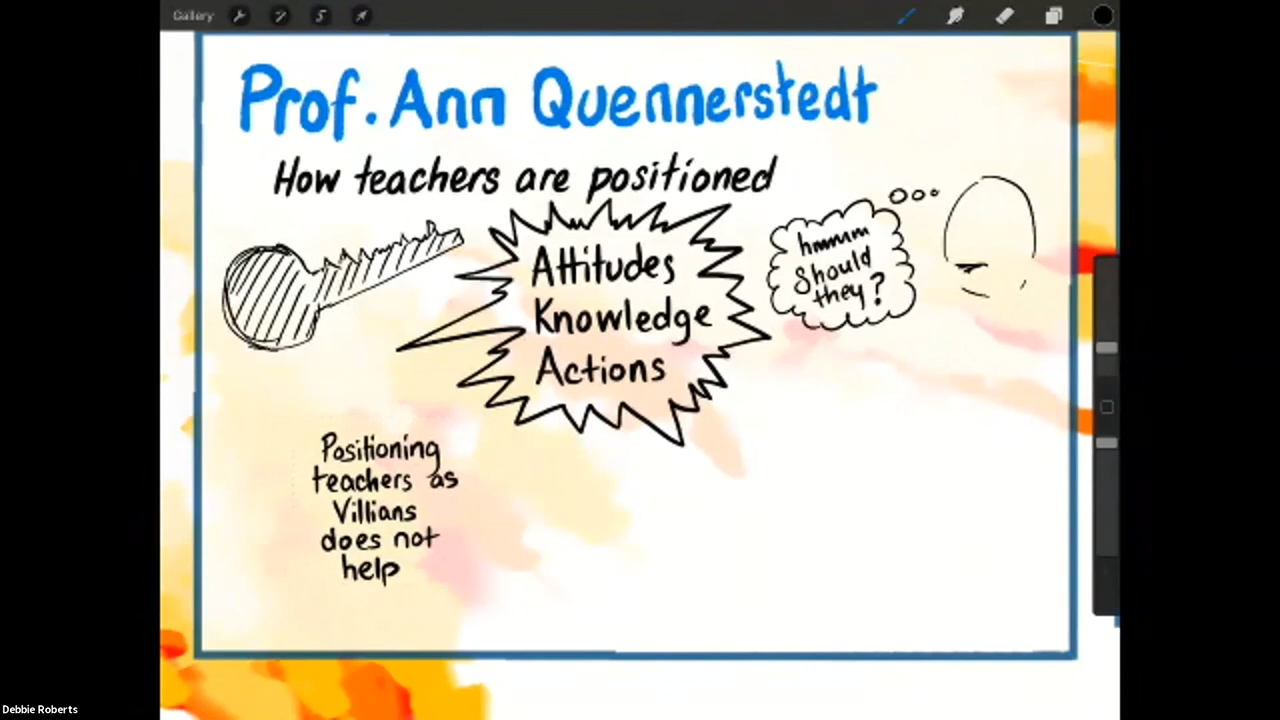 Gallery
Prof. Ann Quennerstedt
How teachers are positioned
Attitudes
Knowledge
Actions
hmmm
Should
they?
Positioning
teachers as
Villians
does not
help
Debbie Roberts